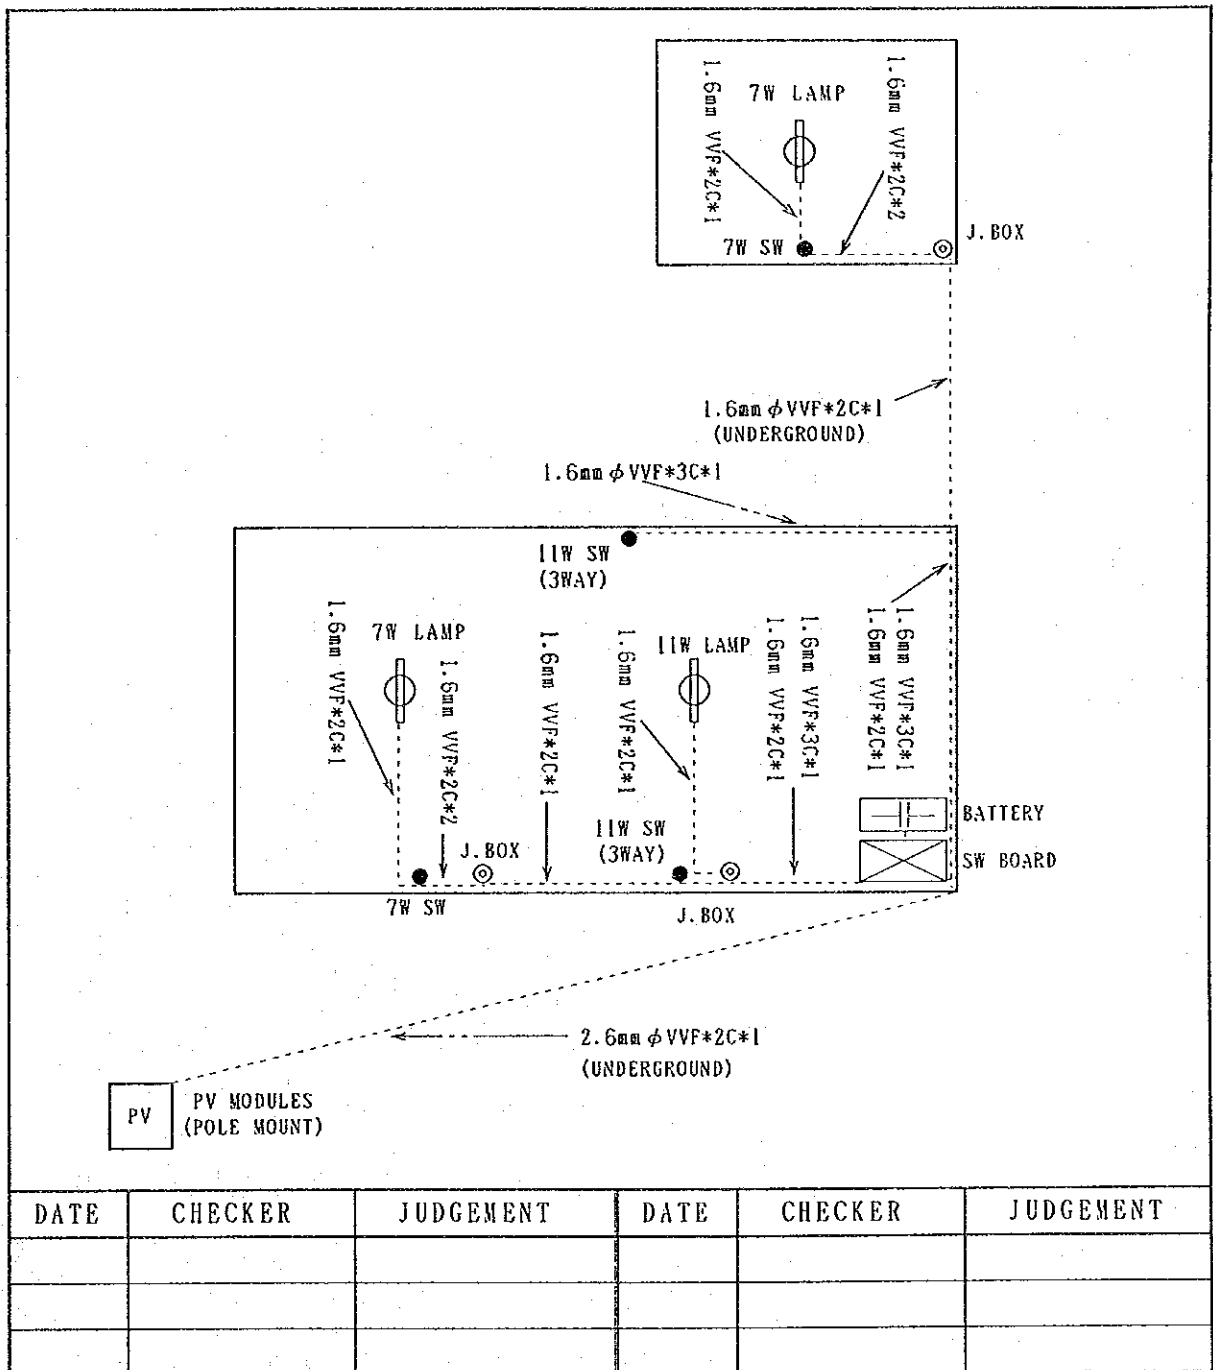 1.6mm VVF*2C*1
7W LAMP
1.6mm VVF*2C*2
7W SW
J.BOX
1.6mm φ VVF*2C*1
(UNDERGROUND)
1.6mm φ VVF*3C*1
11W SW
(3WAY)
1.6mm VVF*2C*1
7W LAMP
1.6mm VVF*2C*2
1.6mm VVF*2C*1
1.6mm VVF*2C*1
11W LAMP
1.6mm VVF*3C*1
1.6mm VVF*2C*1
1.6mm VVF*3C*1
1.6mm VVF*2C*1
BATTERY
11W SW
(3WAY)
J.BOX
SW BOARD
7W SW
J.BOX
2.6mm φ VVF*2C*1
(UNDERGROUND)
PV
PV MODULES
(POLE MOUNT)
DATE CHECKER JUDGEMENT DATE CHECKER JUDGEMENT